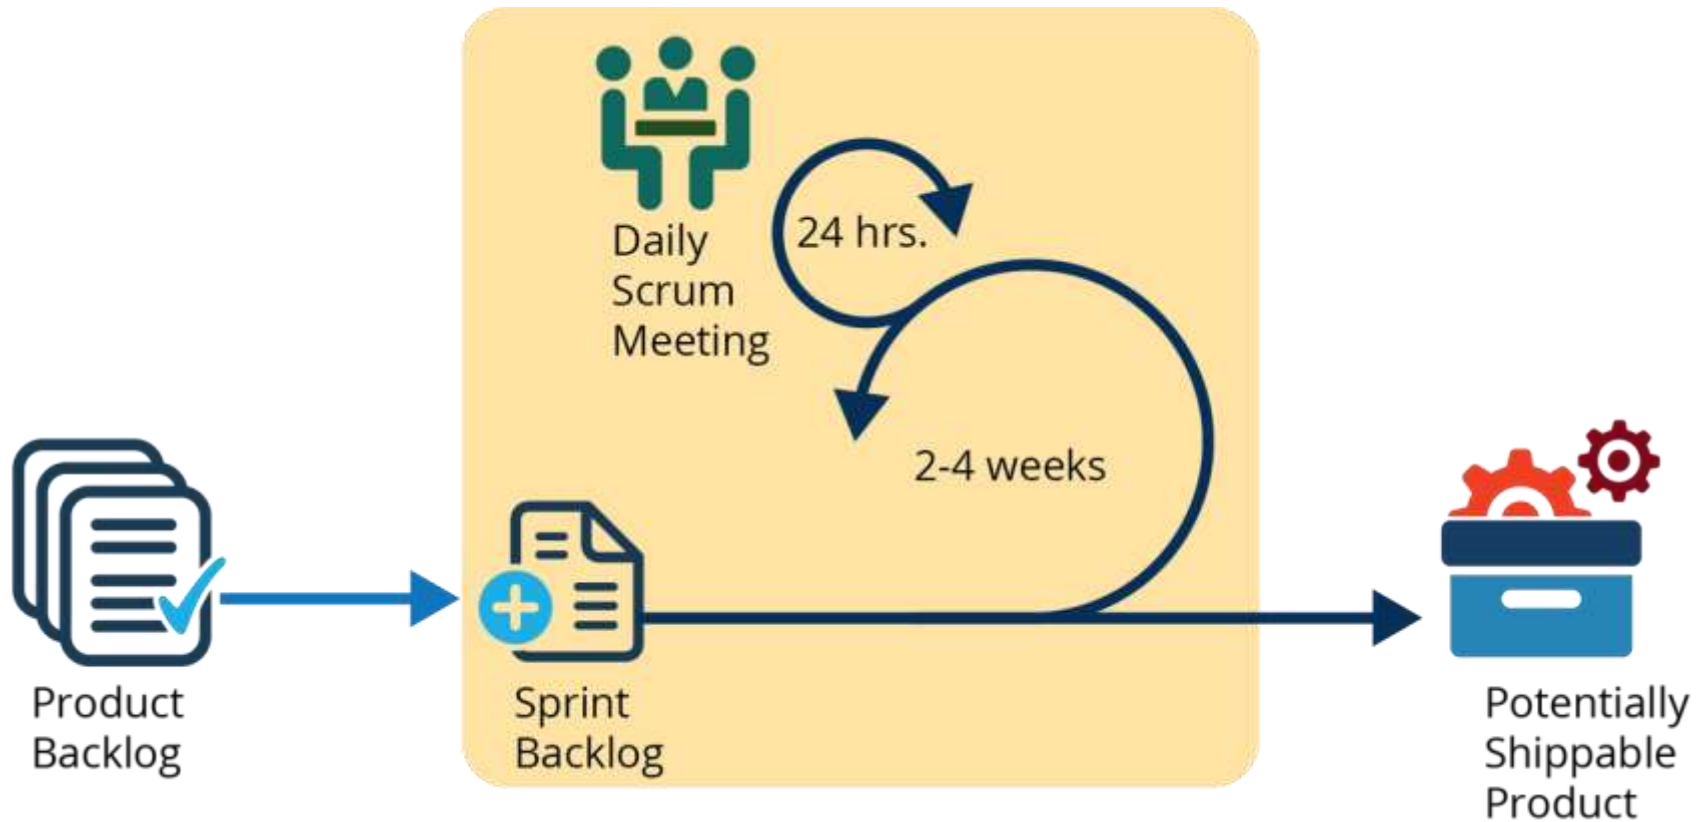 Daily
Scrum
Meeting
24 hrs.
2-4 weeks
Product
Backlog
Sprint
Backlog
Potentially
Shippable
Product